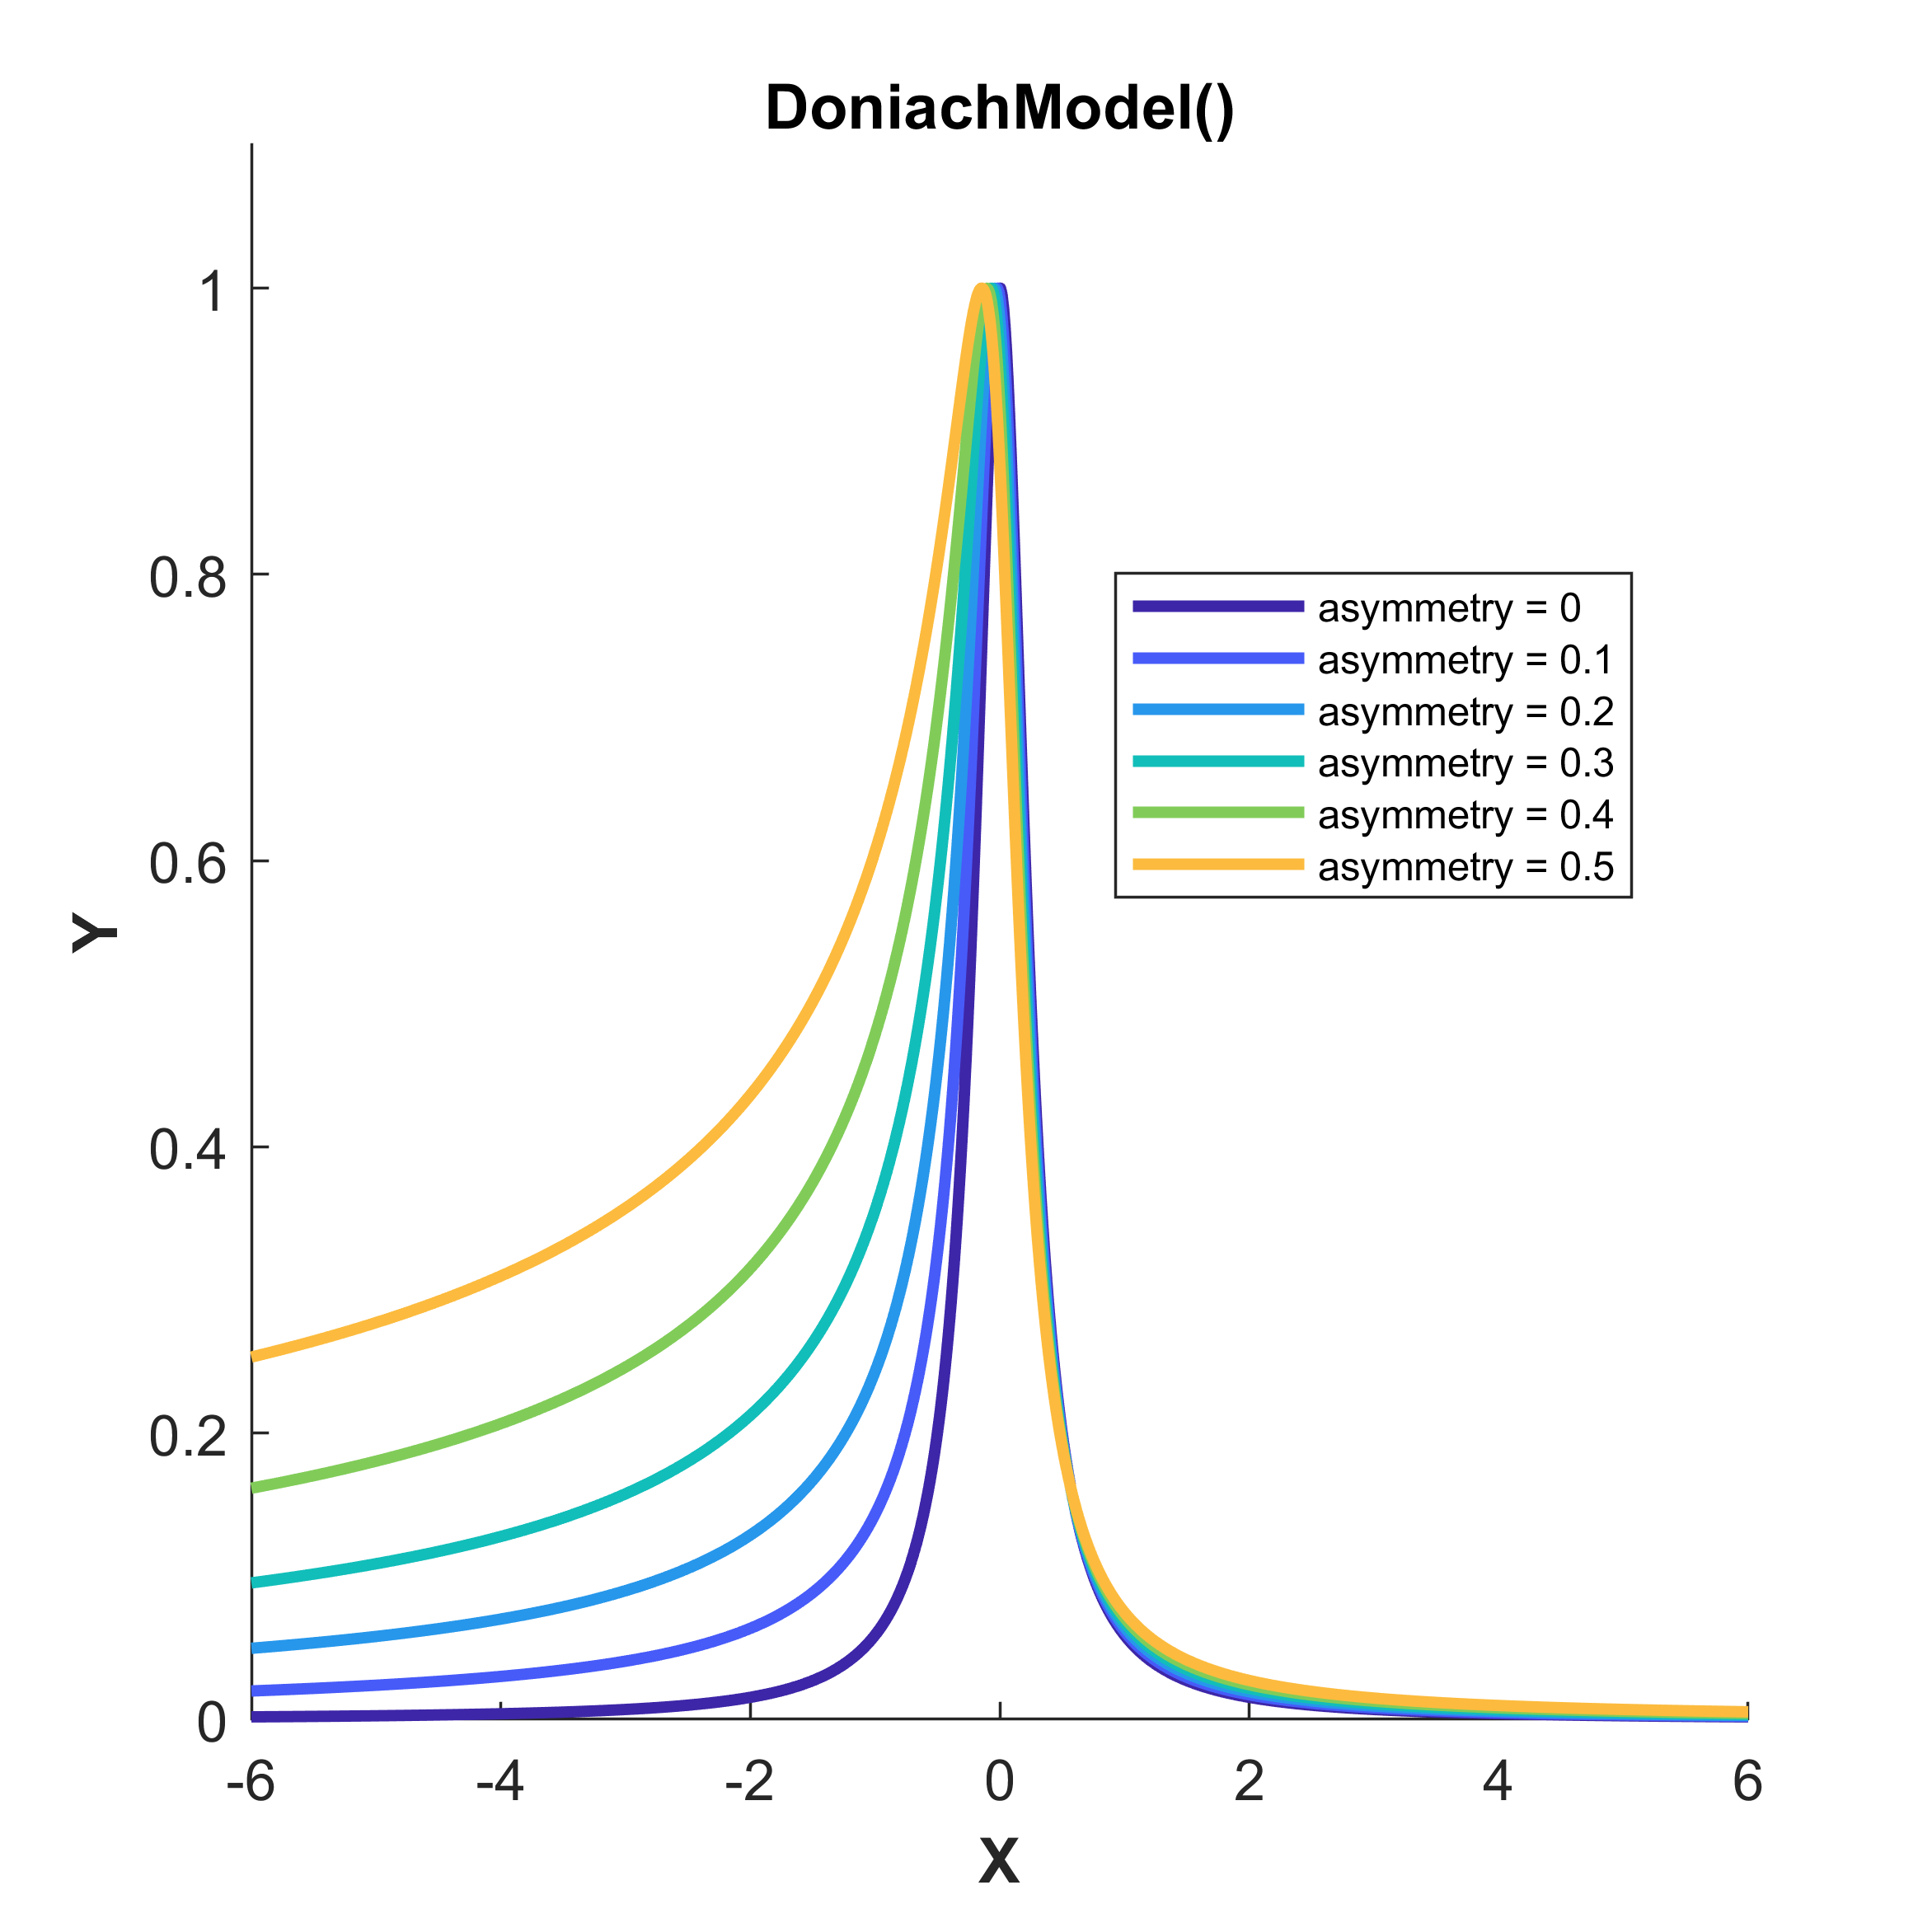 DoniachModel()
1
0.8
0.6
0.4
0.2
0
Y
asymmetry = 0
asymmetry = 0.1
asymmetry = 0.2
asymmetry = 0.3
asymmetry = 0.4
asymmetry = 0.5
-6 -4 -2 0 2 4 6
X